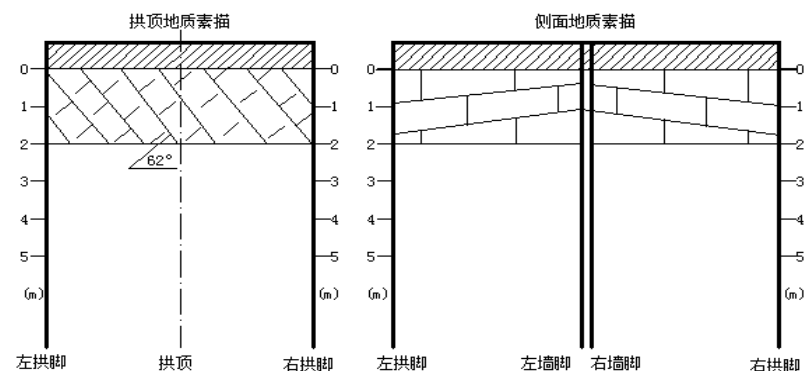 拱顶地质素描
侧面地质素描
0 0 0 0
1 1 1 1
2 2 2 2
62°
3 3 3 3
4 4 4 4
5 5 5 5
(m) (m) (m) (m)
左拱脚 拱顶 右拱脚 左拱脚 左墙脚 右墙脚 右拱脚